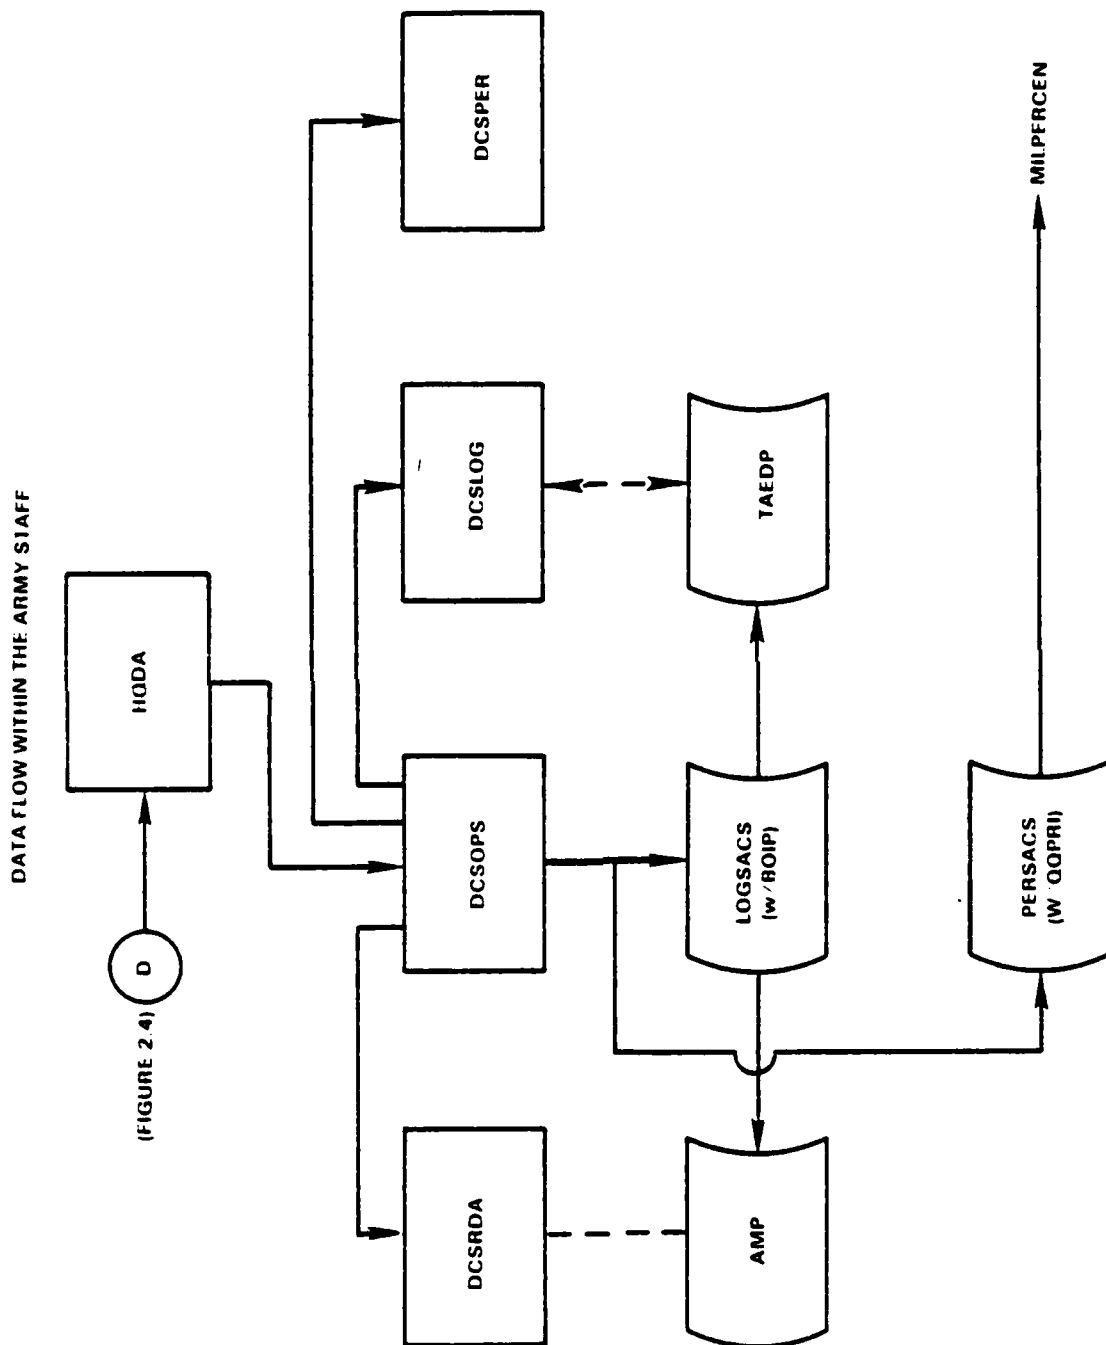 DATA FLOW WITHIN THE ARMY STAFF
(FIGURE 2.4)
D
HQDA
DCSRDA
DCSOPS
DCSLOG
DCSPER
AMP
LOGSACS
(w/BOIP)
TAEDP
PERSACS
(W QQPRI)
MILPERCEN